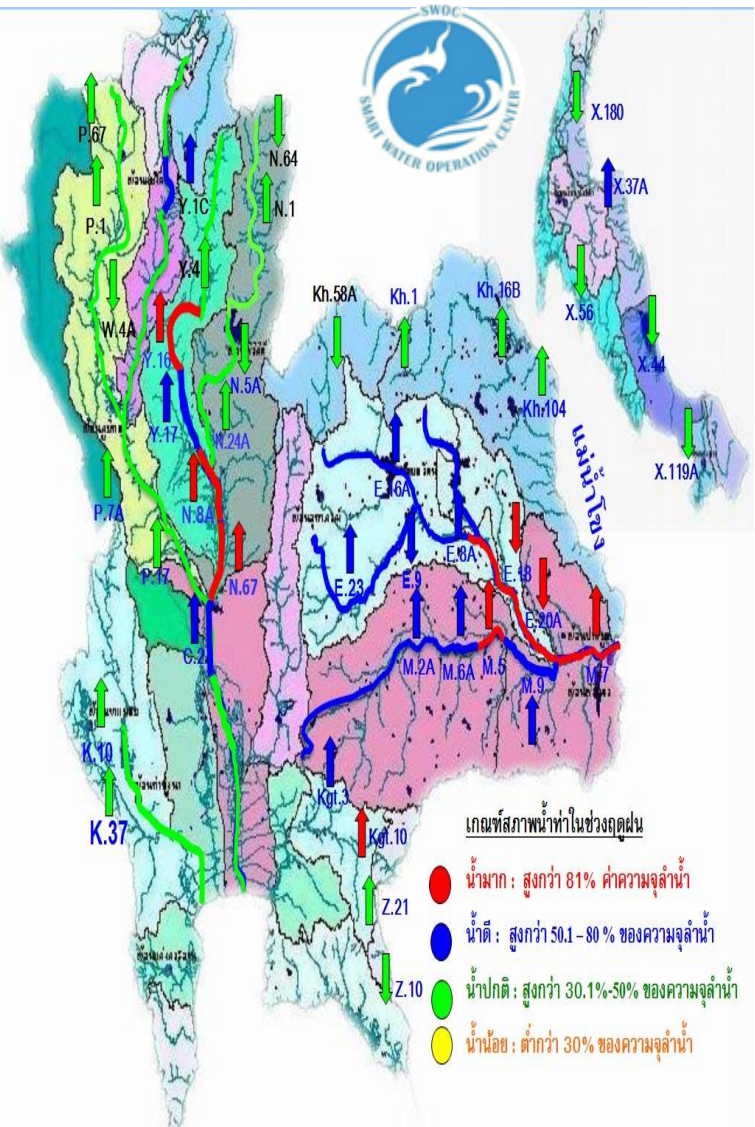 SWOC
SMART WATER OPERATION CENTER
P.67
P.1
W.4A
Y.1C
Y.4
N.64
N.1
Y.16
Y.17
N.5A
N.24A
N.8A
N.67
P.7A
P.17
C.2
K.10
K.37
Kh.58A
Kh.1
Kh.16B
Kh.104
แม่น้ำโขง
E.16A
E.23
E.9
E.8A
E.18
E.20A
M.2A
M.6A
M.5
M.9
M.7
Kgt.3
Kgt.10
Z.21
Z.10
X.180
X.37A
X.56
X.44
X.119A
เกณฑ์สภาพน้ำท่าในช่วงฤดูฝน
น้ำมาก : สูงกว่า 81% ค่าความจุลำน้ำ
น้ำดี : สูงกว่า 50.1 – 80 % ของความจุลำน้ำ
น้ำปกติ : สูงกว่า 30.1%-50% ของความจุลำน้ำ
น้ำน้อย : ต่ำกว่า 30% ของความจุลำน้ำ